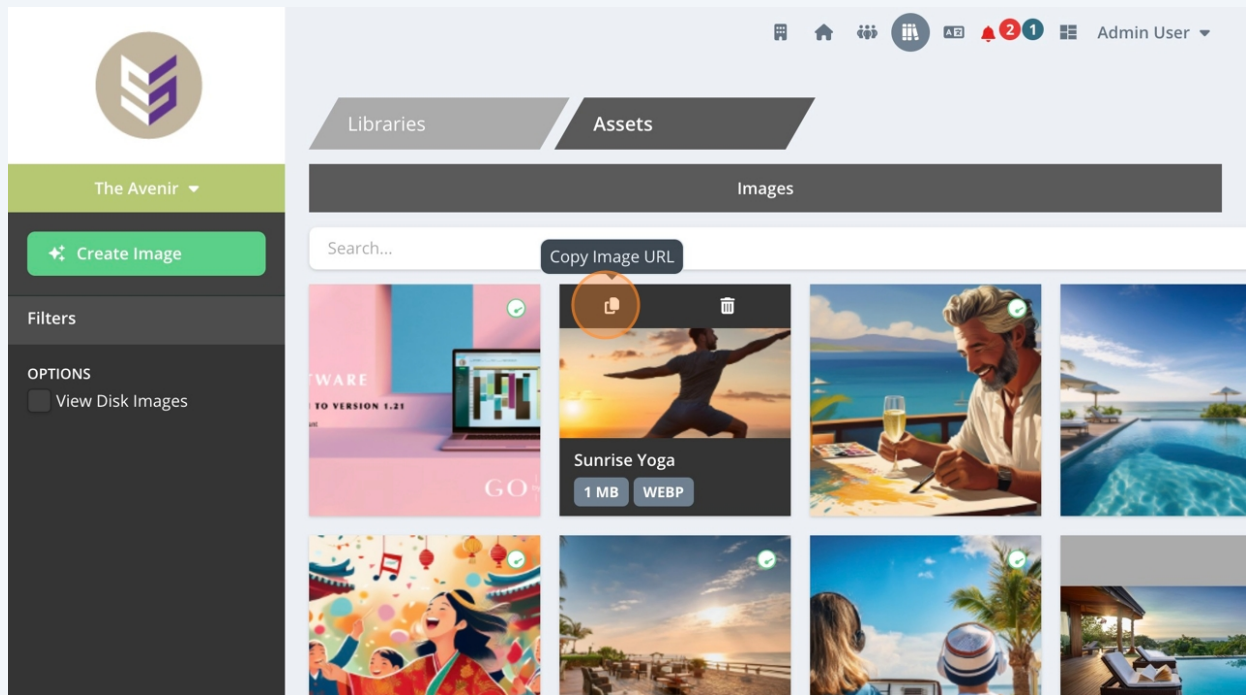 2
1
Admin User
Libraries
Assets
The Avenir
Images
Create Image
Search...
Copy Image URL
Filters
OPTIONS
View Disk Images
TWARE
TO VERSION 1.21
GO
Sunrise Yoga
1 MB
WEBP